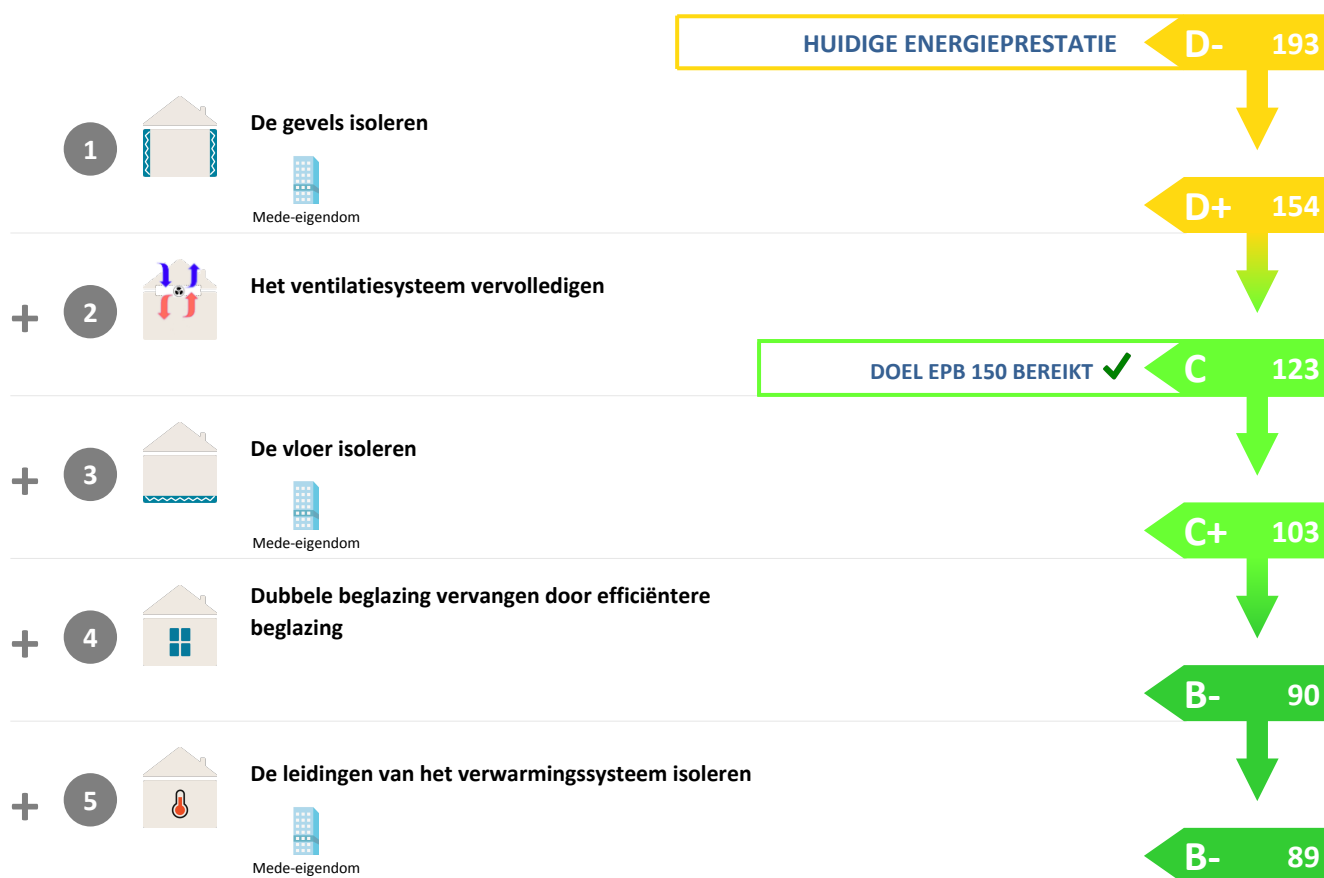 HUIDIGE ENERGIEPRESTATIE D- 193
1 De gevels isoleren
Mede-eigendom
D+ 154
+ 2 Het ventilatiesysteem vervolledigen
DOEL EPB 150 BEREIKT ✔ C 123
+ 3 De vloer isoleren
Mede-eigendom
C+ 103
+ 4 Dubbele beglazing vervangen door efficiëntere
beglazing
B- 90
+ 5 De leidingen van het verwarmingssysteem isoleren
Mede-eigendom
B- 89